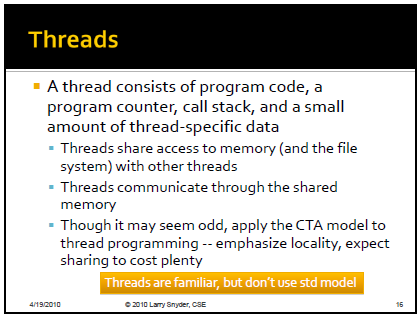 Threads
A thread consists of program code, a
program counter, call stack, and a small
amount of thread-specific data
Threads share access to memory (and the file
system) with other threads
Threads communicate through the shared
memory
Though it may seem odd, apply the CTA model to
thread programming -- emphasize locality, expect
sharing to cost plenty
Threads are familiar, but don't use std model
4/19/2010 © 2010 Larry Snyder, CSE 16